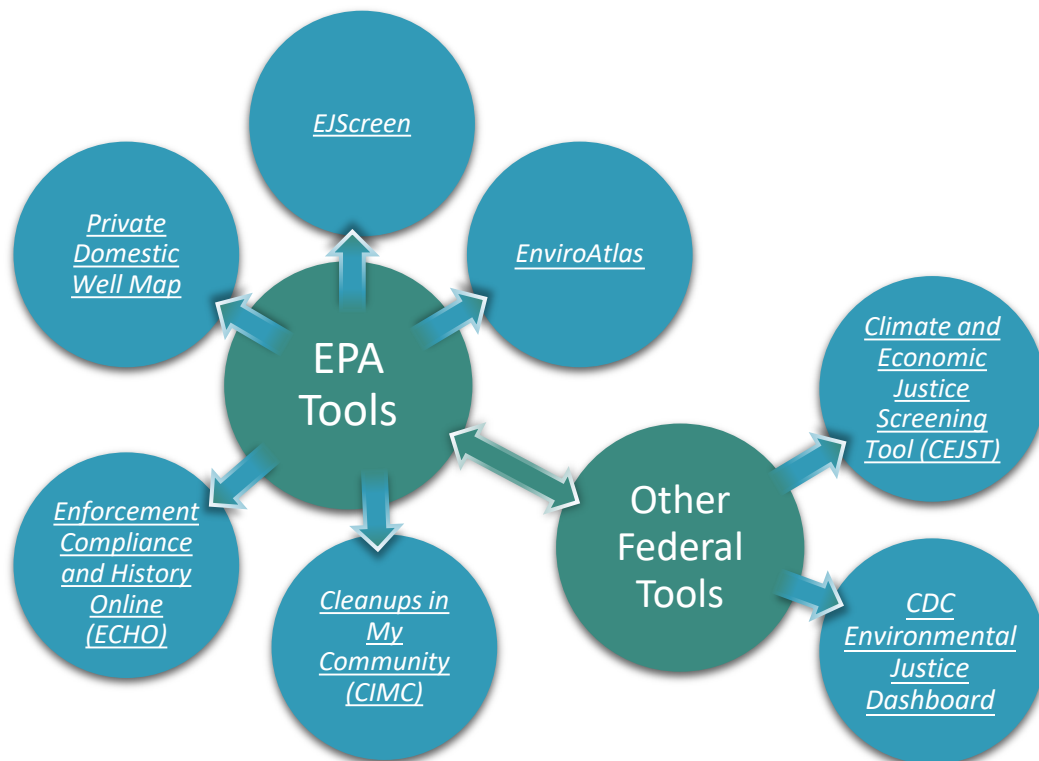 EJScreen
Private
Domestic
Well Map
EnviroAtlas
EPA
Tools
Enforcement
Compliance
and History
Online
(ECHO)
Cleanups in
My
Community
(CIMC)
Other
Federal
Tools
Climate and
Economic
Justice
Screening
Tool (CEJST)
CDC
Environmental
Justice
Dashboard